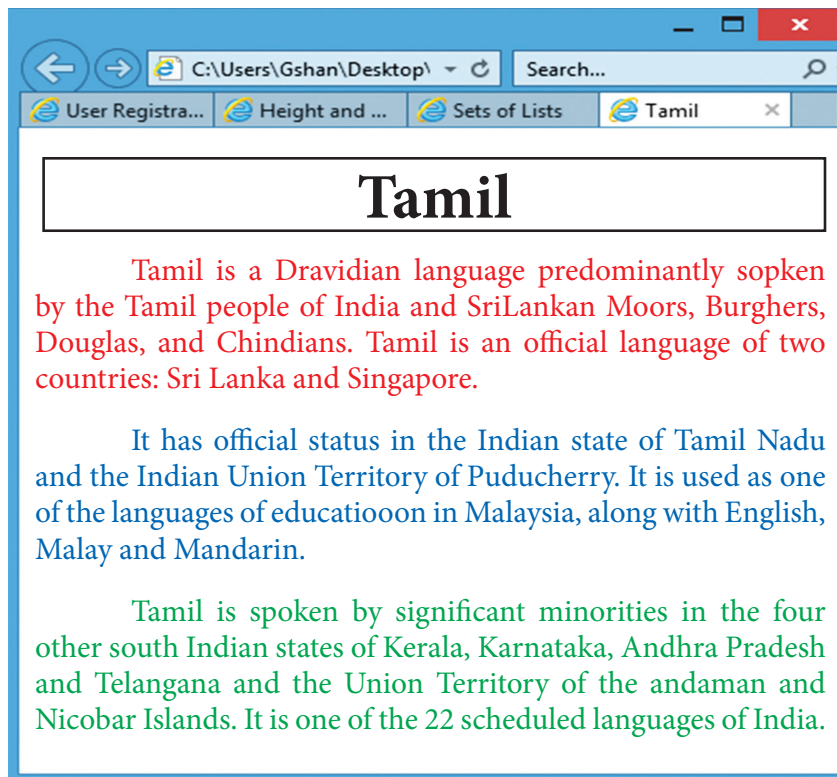 C:\Users\Gshan\Desktop\
Search...
User Registra...
Height and ...
Sets of Lists
Tamil
Tamil
Tamil is a Dravidian language predominantly sopken
by the Tamil people of India and SriLankan Moors, Burghers,
Douglas, and Chindians. Tamil is an official language of two
countries: Sri Lanka and Singapore.
It has official status in the Indian state of Tamil Nadu
and the Indian Union Territory of Puducherry. It is used as one
of the languages of educatiooon in Malaysia, along with English,
Malay and Mandarin.
Tamil is spoken by significant minorities in the four
other south Indian states of Kerala, Karnataka, Andhra Pradesh
and Telangana and the Union Territory of the andaman and
Nicobar Islands. It is one of the 22 scheduled languages of India.